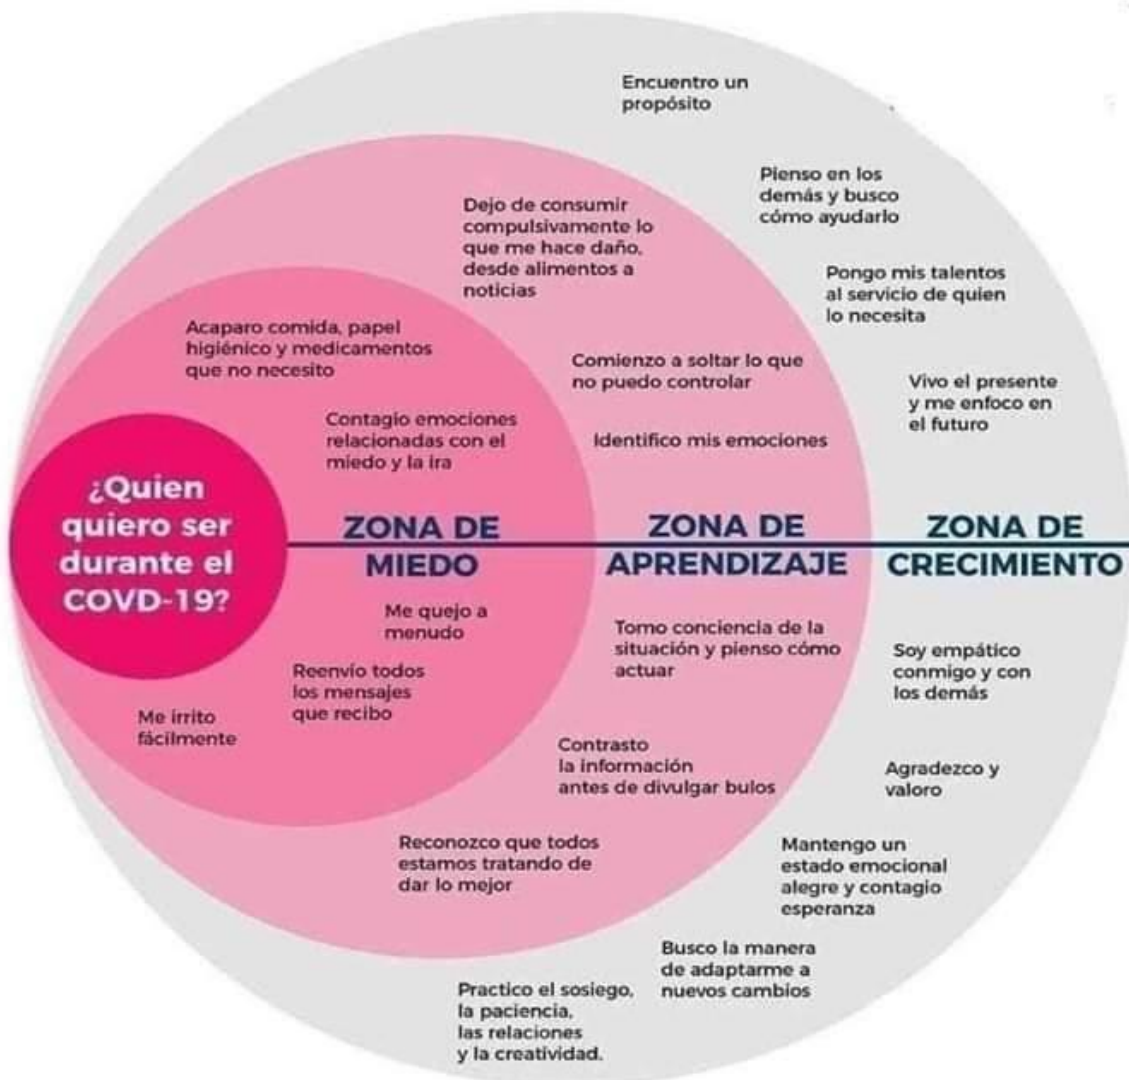 Encuentro un
propósito
Pienso en los
demás y busco
cómo ayudarlo
Dejo de consumir
compulsivamente lo
que me hace daño,
desde alimentos a
noticias
Pongo mis talentos
al servicio de quien
lo necesita
Acaparo comida, papel
higiénico y medicamentos
que no necesito
Comienzo a soltar lo que
no puedo controlar
Vivo el presente
y me enfoco en
el futuro
Contagio emociones
relacionadas con el
miedo y la ira
Identifico mis emociones
¿Quien
quiero ser
durante el
COVD-19?
ZONA DE
MIEDO
ZONA DE
APRENDIZAJE
ZONA DE
CRECIMIENTO
Me quejo a
menudo
Tomo conciencia de la
situación y pienso cómo
actuar
Soy empático
conmigo y con
los demás
Reenvío todos
los mensajes
que recibo
Me irrito
fácilmente
Contrasto
la información
antes de divulgar bulos
Agradezco y
valoro
Reconozco que todos
estamos tratando de
dar lo mejor
Mantengo un
estado emocional
alegre y contagio
esperanza
Busco la manera
de adaptarme a
nuevos cambios
Practico el sosiego,
la paciencia,
las relaciones
y la creatividad.